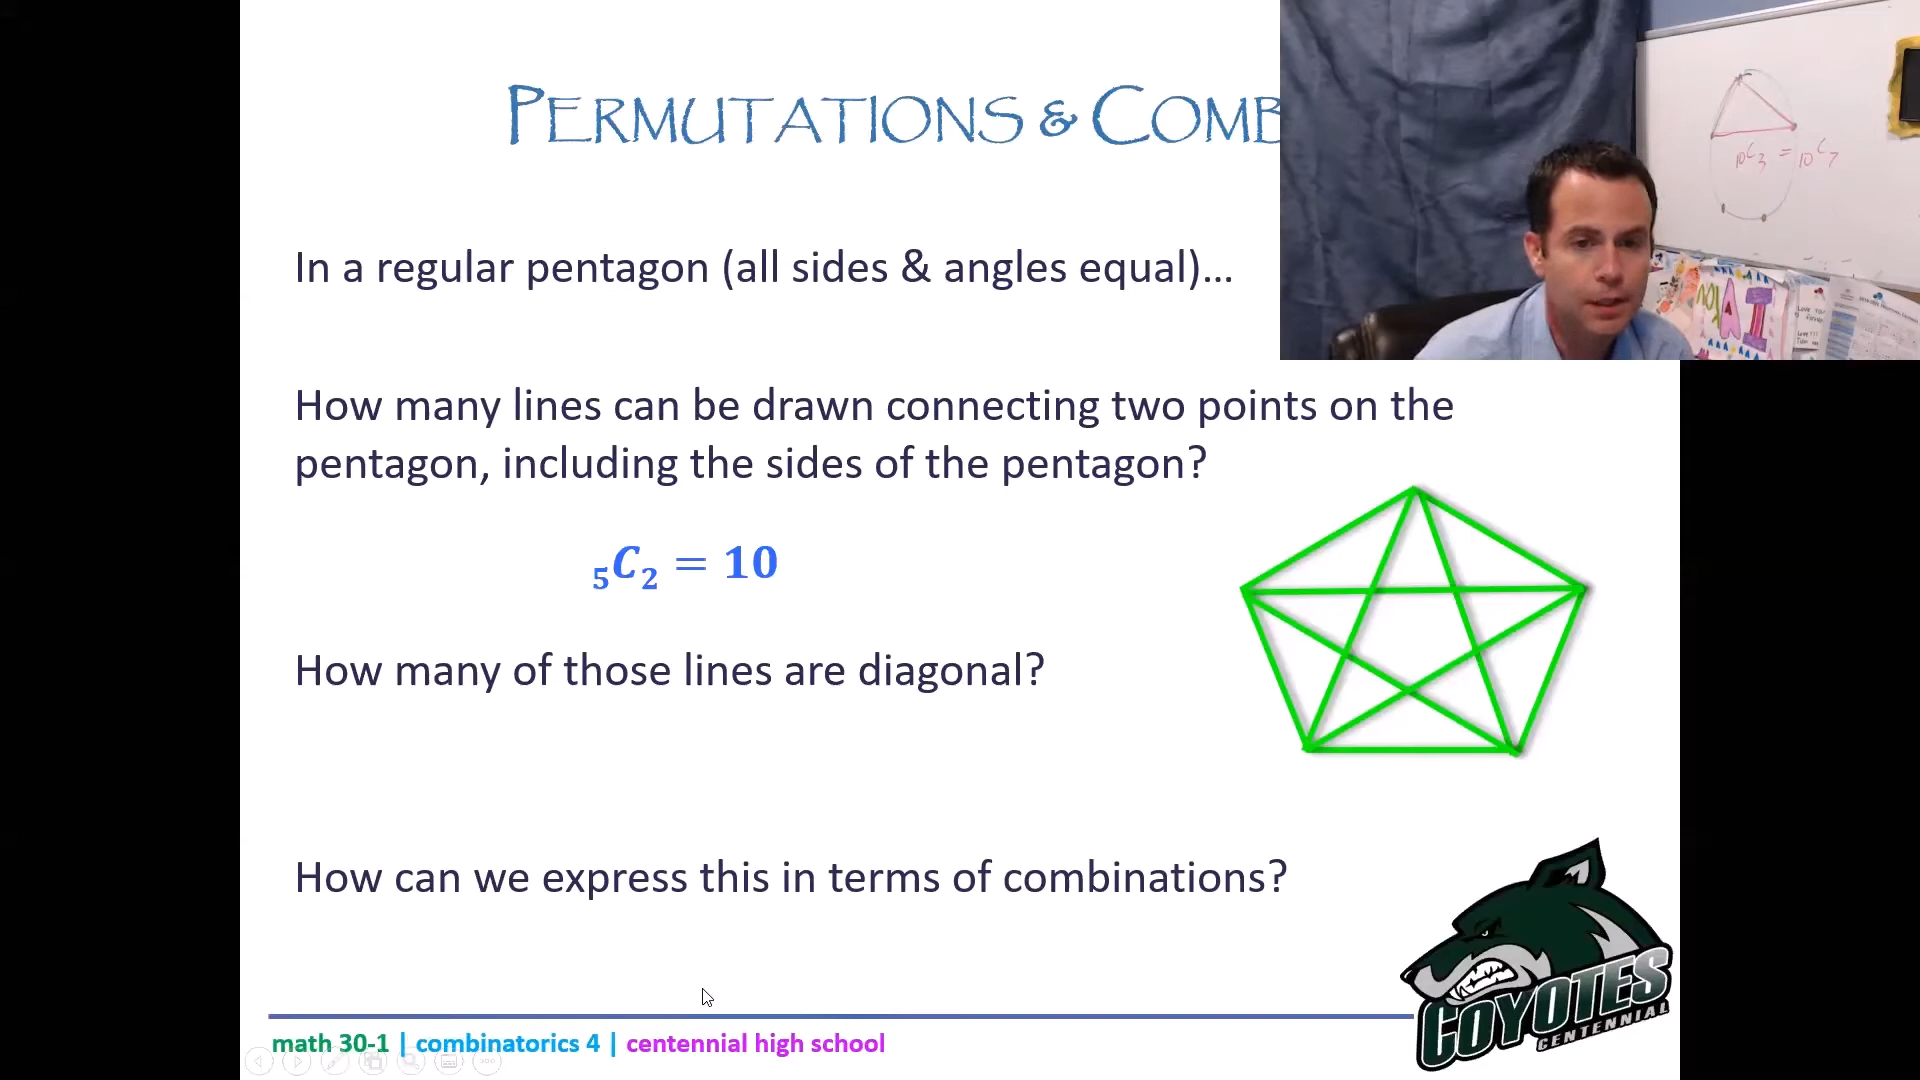 PERMUTATIONS & COMB
In a regular pentagon (all sides & angles equal)...
₁₀C₃ = ₁₀C₇
How many lines can be drawn connecting two points on the
pentagon, including the sides of the pentagon?
₅C₂ = 10
How many of those lines are diagonal?
How can we express this in terms of combinations?
COYOTES
CENTENNIAL
math 30-1 | combinatorics 4 | centennial high school